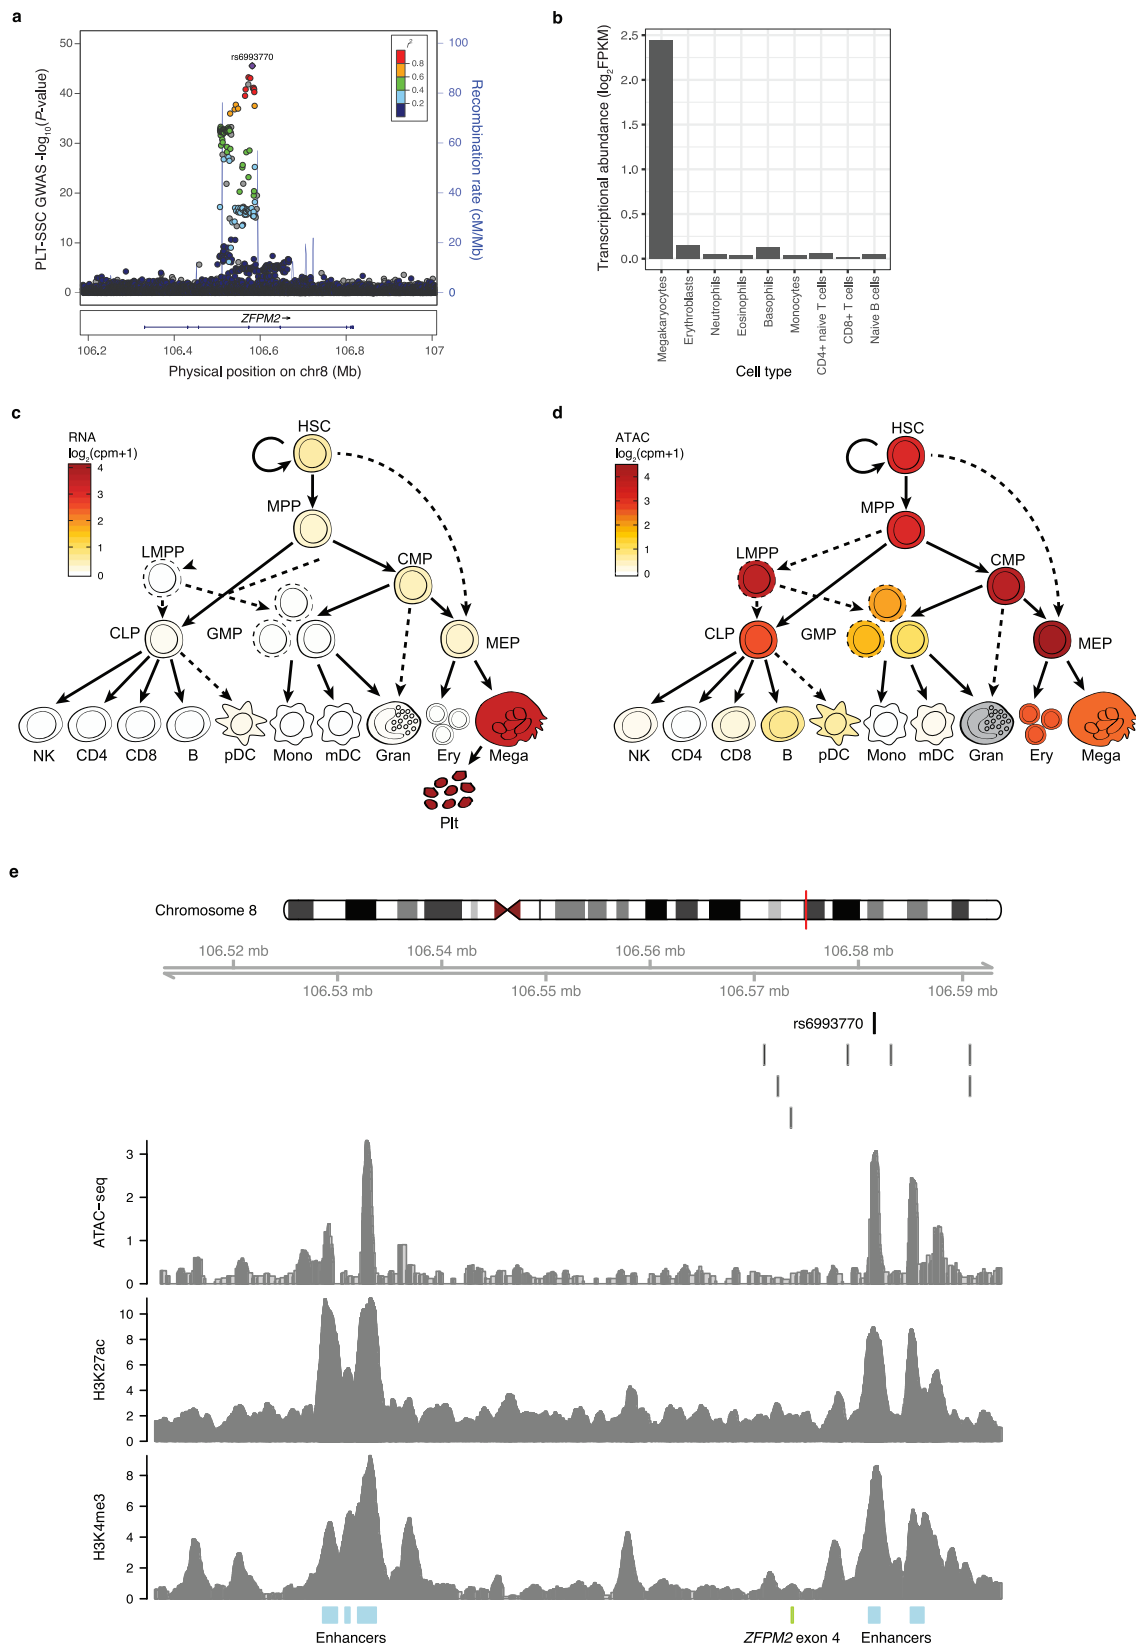 a
PLT-SSC GWAS -log10(P-value)
50
40
30
20
10
0
rs6993770
r2
0.8
0.6
0.4
0.2
100
80
60
40
20
0
Recombination rate (cM/Mb)
ZFPM2
106.2
106.4
106.6
106.8
107
Physical position on chr8 (Mb)
b
Transcriptional abundance (log2FPKM)
2.5
2.0
1.5
1.0
0.5
0.0
Megakaryocytes
Erythroblasts
Neutrophils
Eosinophils
Basophils
Monocytes
CD4+ naive T cells
CD8+ T cells
Naive B cells
Cell type
c
RNA
log2(cpm+1)
4
3
2
1
0
HSC
MPP
LMPP
CMP
CLP
GMP
MEP
NK
CD4
CD8
B
pDC
Mono
mDC
Gran
Ery
Mega
Plt
d
ATAC
log2(cpm+1)
4
3
2
1
0
HSC
MPP
LMPP
CMP
CLP
GMP
MEP
NK
CD4
CD8
B
pDC
Mono
mDC
Gran
Ery
Mega
e
Chromosome 8
106.52 mb
106.54 mb
106.56 mb
106.58 mb
106.53 mb
106.55 mb
106.57 mb
106.59 mb
rs6993770
ATAC-seq
3
2
1
0
H3K27ac
10
8
6
4
2
0
H3K4me3
8
6
4
2
0
Enhancers
ZFPM2 exon 4
Enhancers